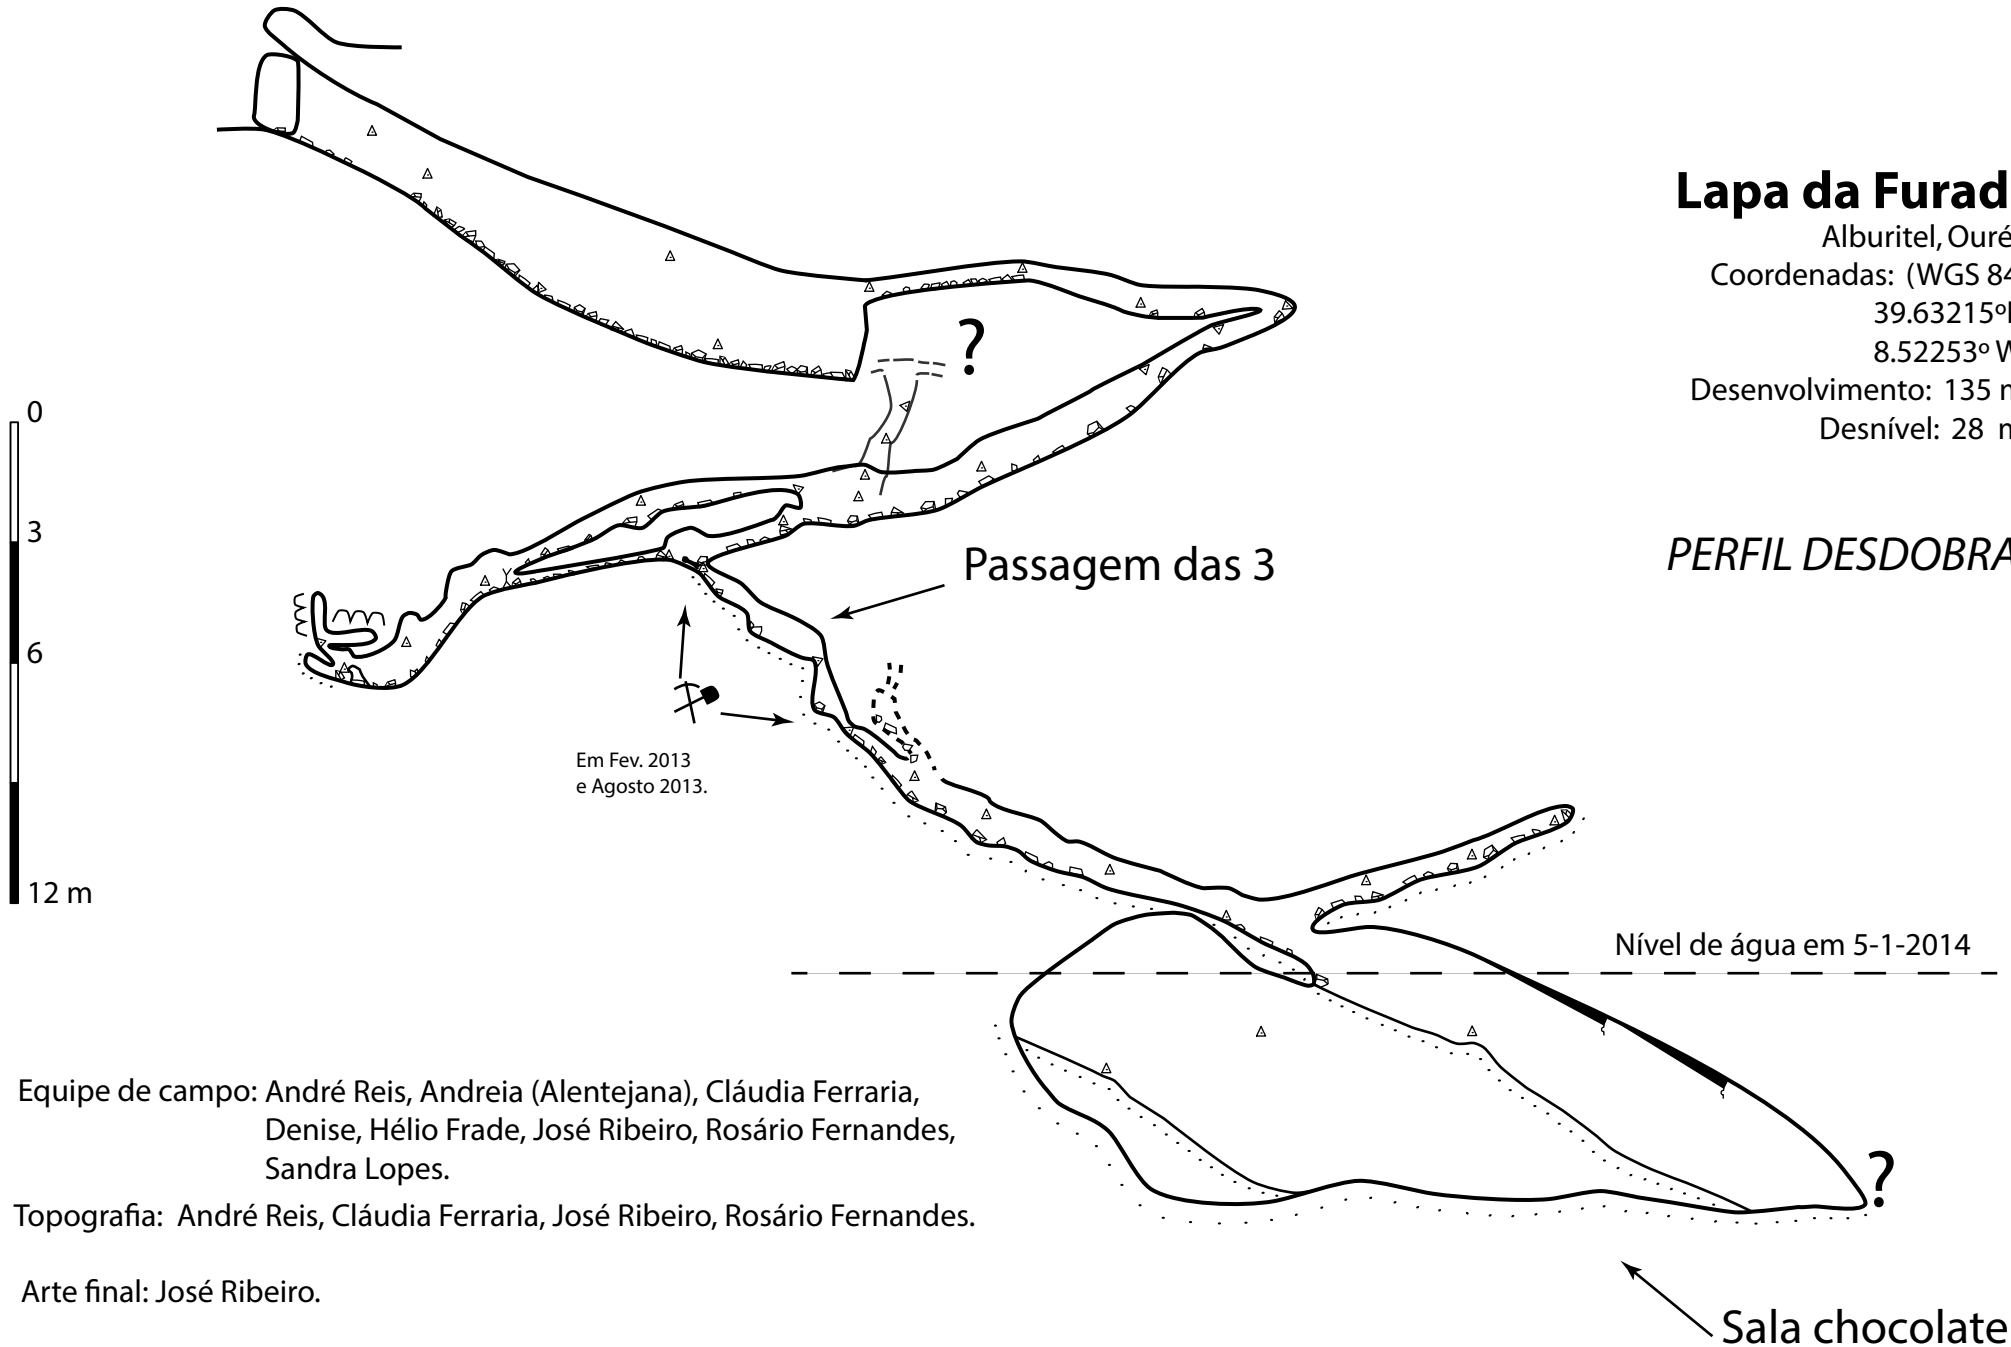 Lapa da Furad
Alburitel, Ouré
Coordenadas: (WGS 84
39.63215º
8.52253º W
Desenvolvimento: 135 m
Desnível: 28 m
PERFIL DESDOBRA
?
0
3
6
12 m
Passagem das 3
Em Fev. 2013
e Agosto 2013.
Nível de água em 5-1-2014
Equipe de campo: André Reis, Andreia (Alentejana), Cláudia Ferraria,
Denise, Hélio Frade, José Ribeiro, Rosário Fernandes,
Sandra Lopes.
Topografia: André Reis, Cláudia Ferraria, José Ribeiro, Rosário Fernandes.
Arte final: José Ribeiro.
?
Sala chocolate